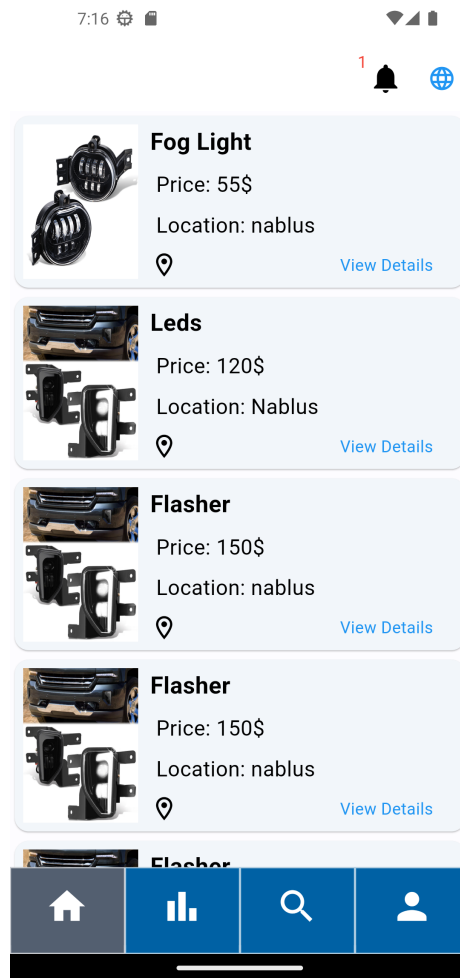 7:16
1
Fog Light
Price: 55$
Location: nablus
View Details
Leds
Price: 120$
Location: Nablus
View Details
Flasher
Price: 150$
Location: nablus
View Details
Flasher
Price: 150$
Location: nablus
View Details
Flasher